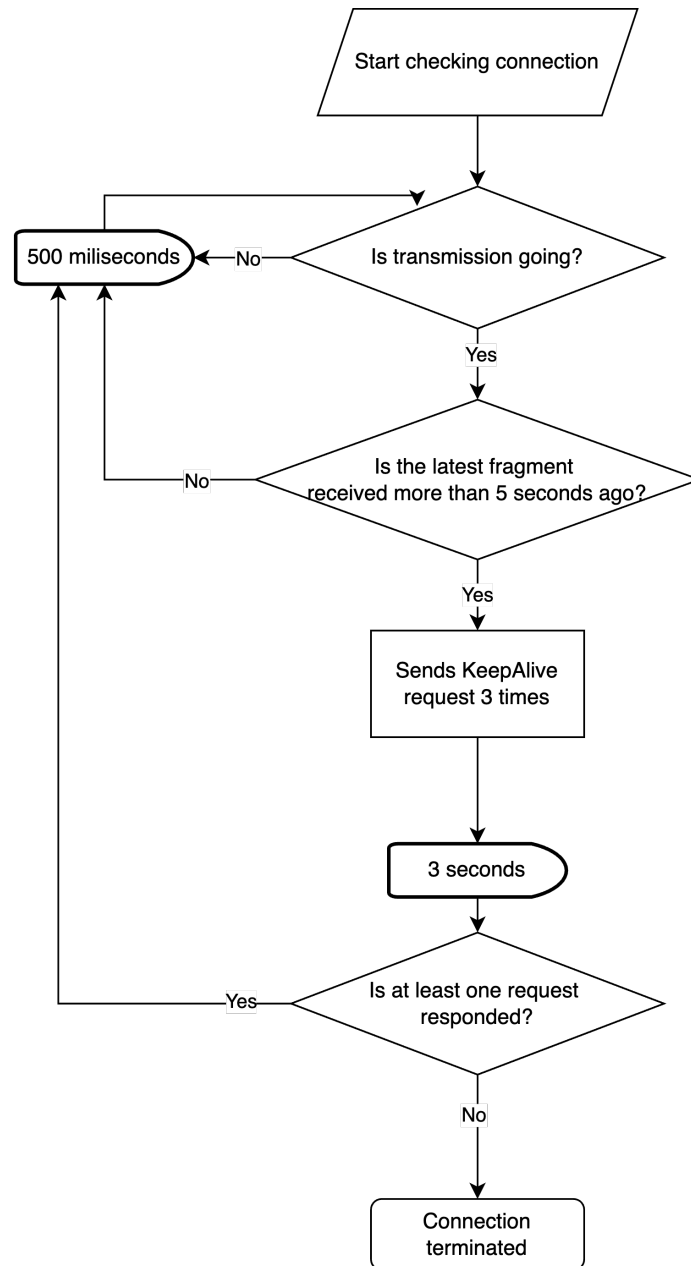 Start checking connection
500 miliseconds
No
Is transmission going?
Yes
Is the latest fragment
received more than 5 seconds ago?
No
Yes
Sends KeepAlive
request 3 times
3 seconds
Is at least one request
responded?
Yes
No
Connection
terminated